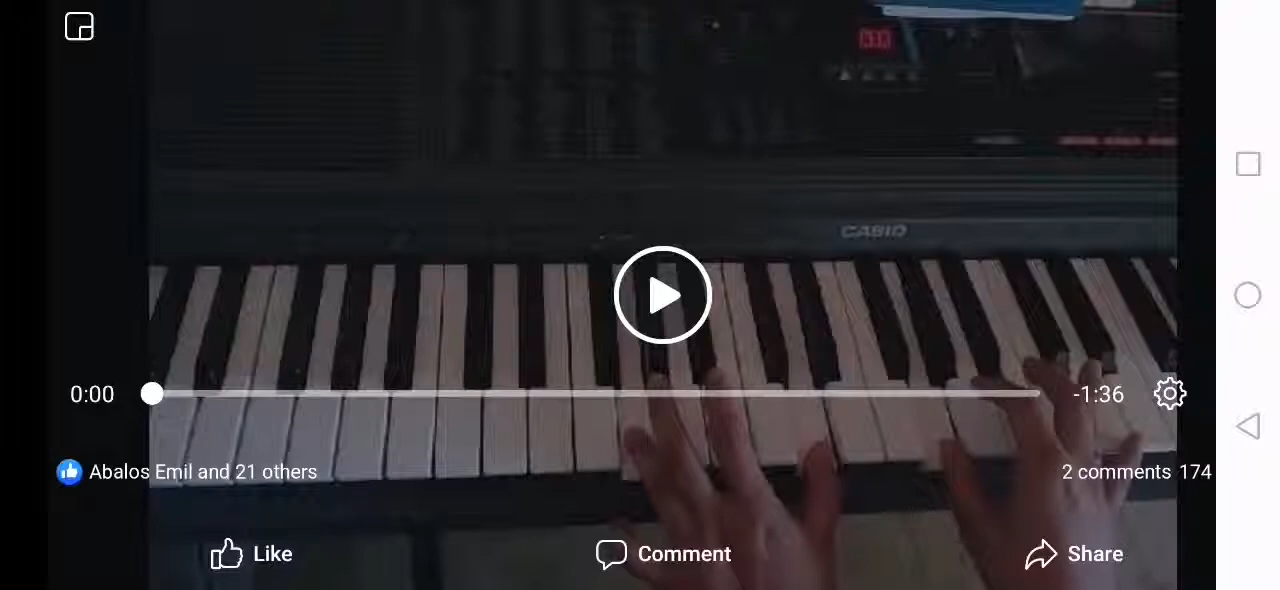 CASIO
0:00
-1:36
Abalos Emil and 21 others
2 comments 174
Like
Comment
Share